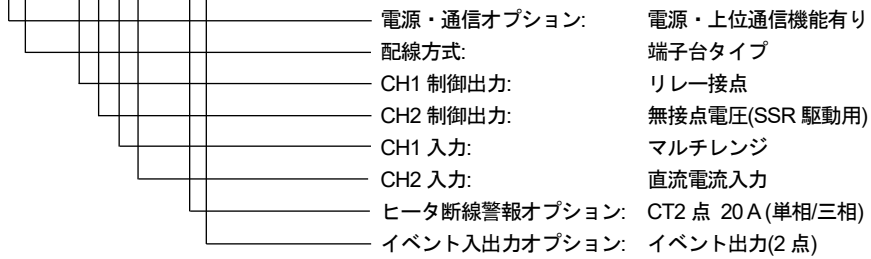 電源・通信オプション: 電源・上位通信機能有り
配線方式: 端子台タイプ
CH1 制御出力: リレー接点
CH2 制御出力: 無接点電圧(SSR 駆動用)
CH1 入力: マルチレンジ
CH2 入力: 直流電流入力
ヒータ断線警報オプション: CT2 点 20 A (単相/三相)
イベント入出力オプション: イベント出力(2 点)